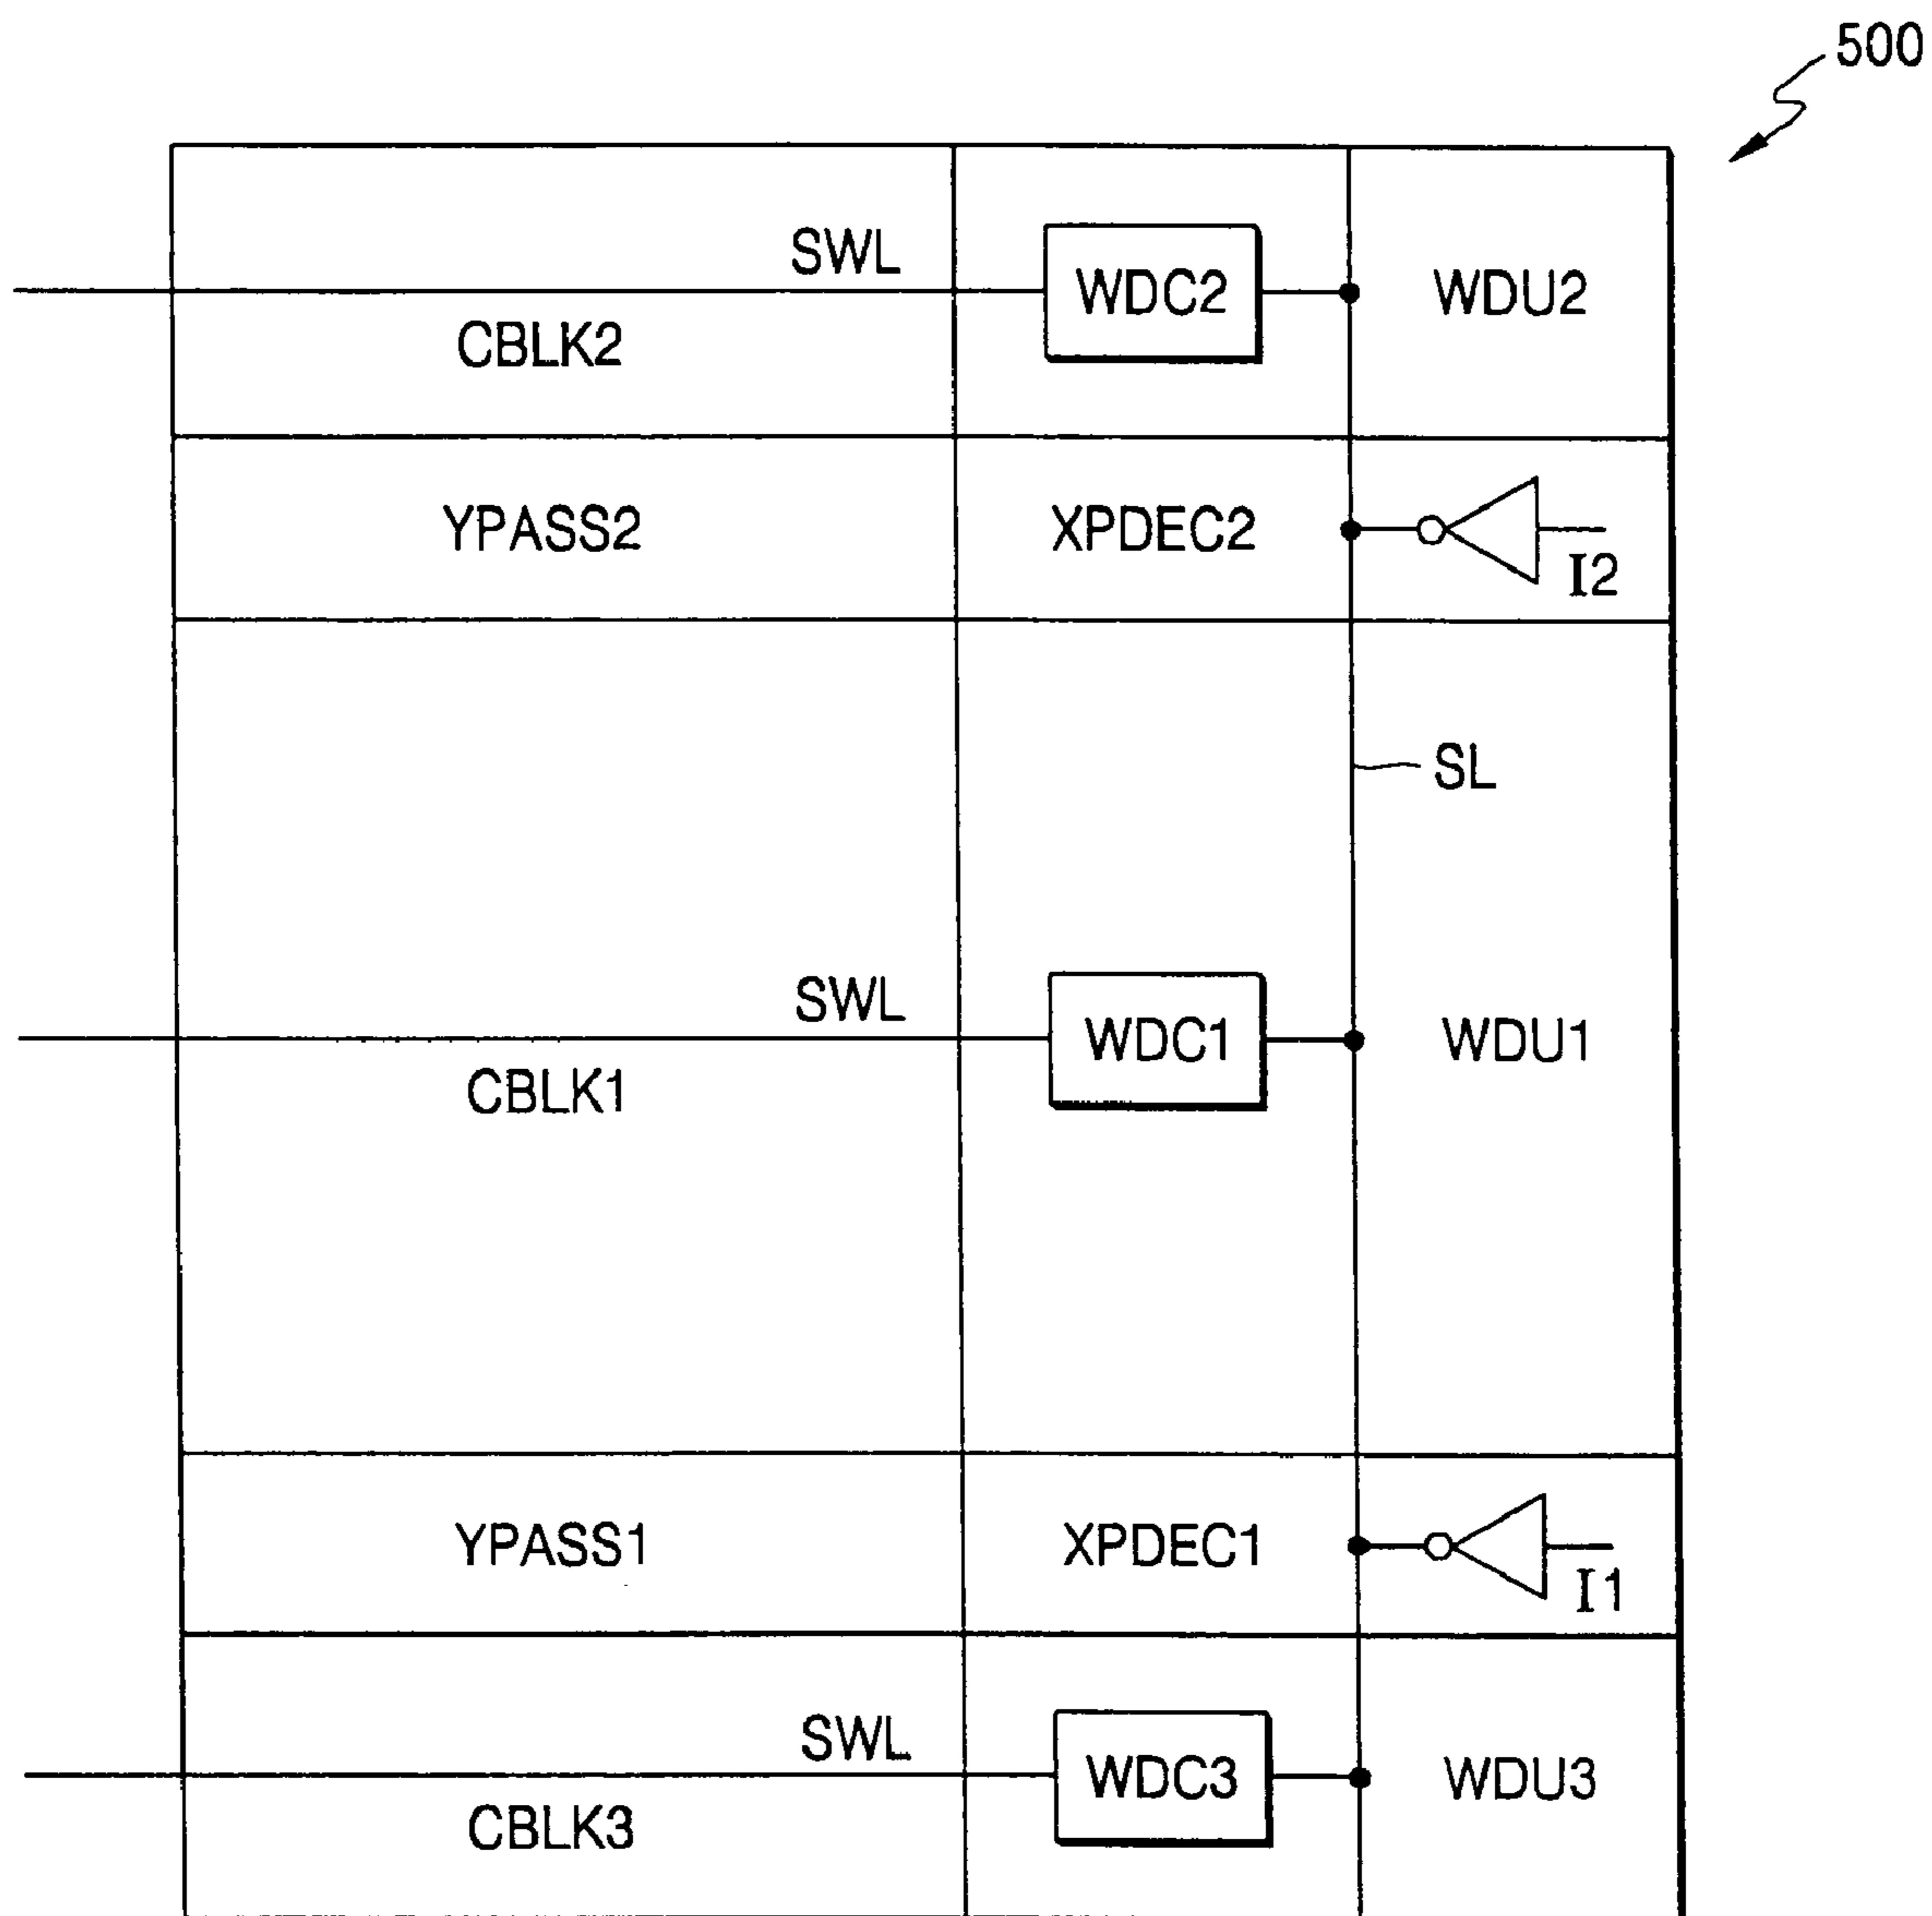 500
SWL
WDC2
WDU2
CBLK2
YPASS2
XPDEC2
I2
SL
SWL
WDC1
WDU1
CBLK1
YPASS1
XPDEC1
I1
SWL
WDC3
WDU3
CBLK3